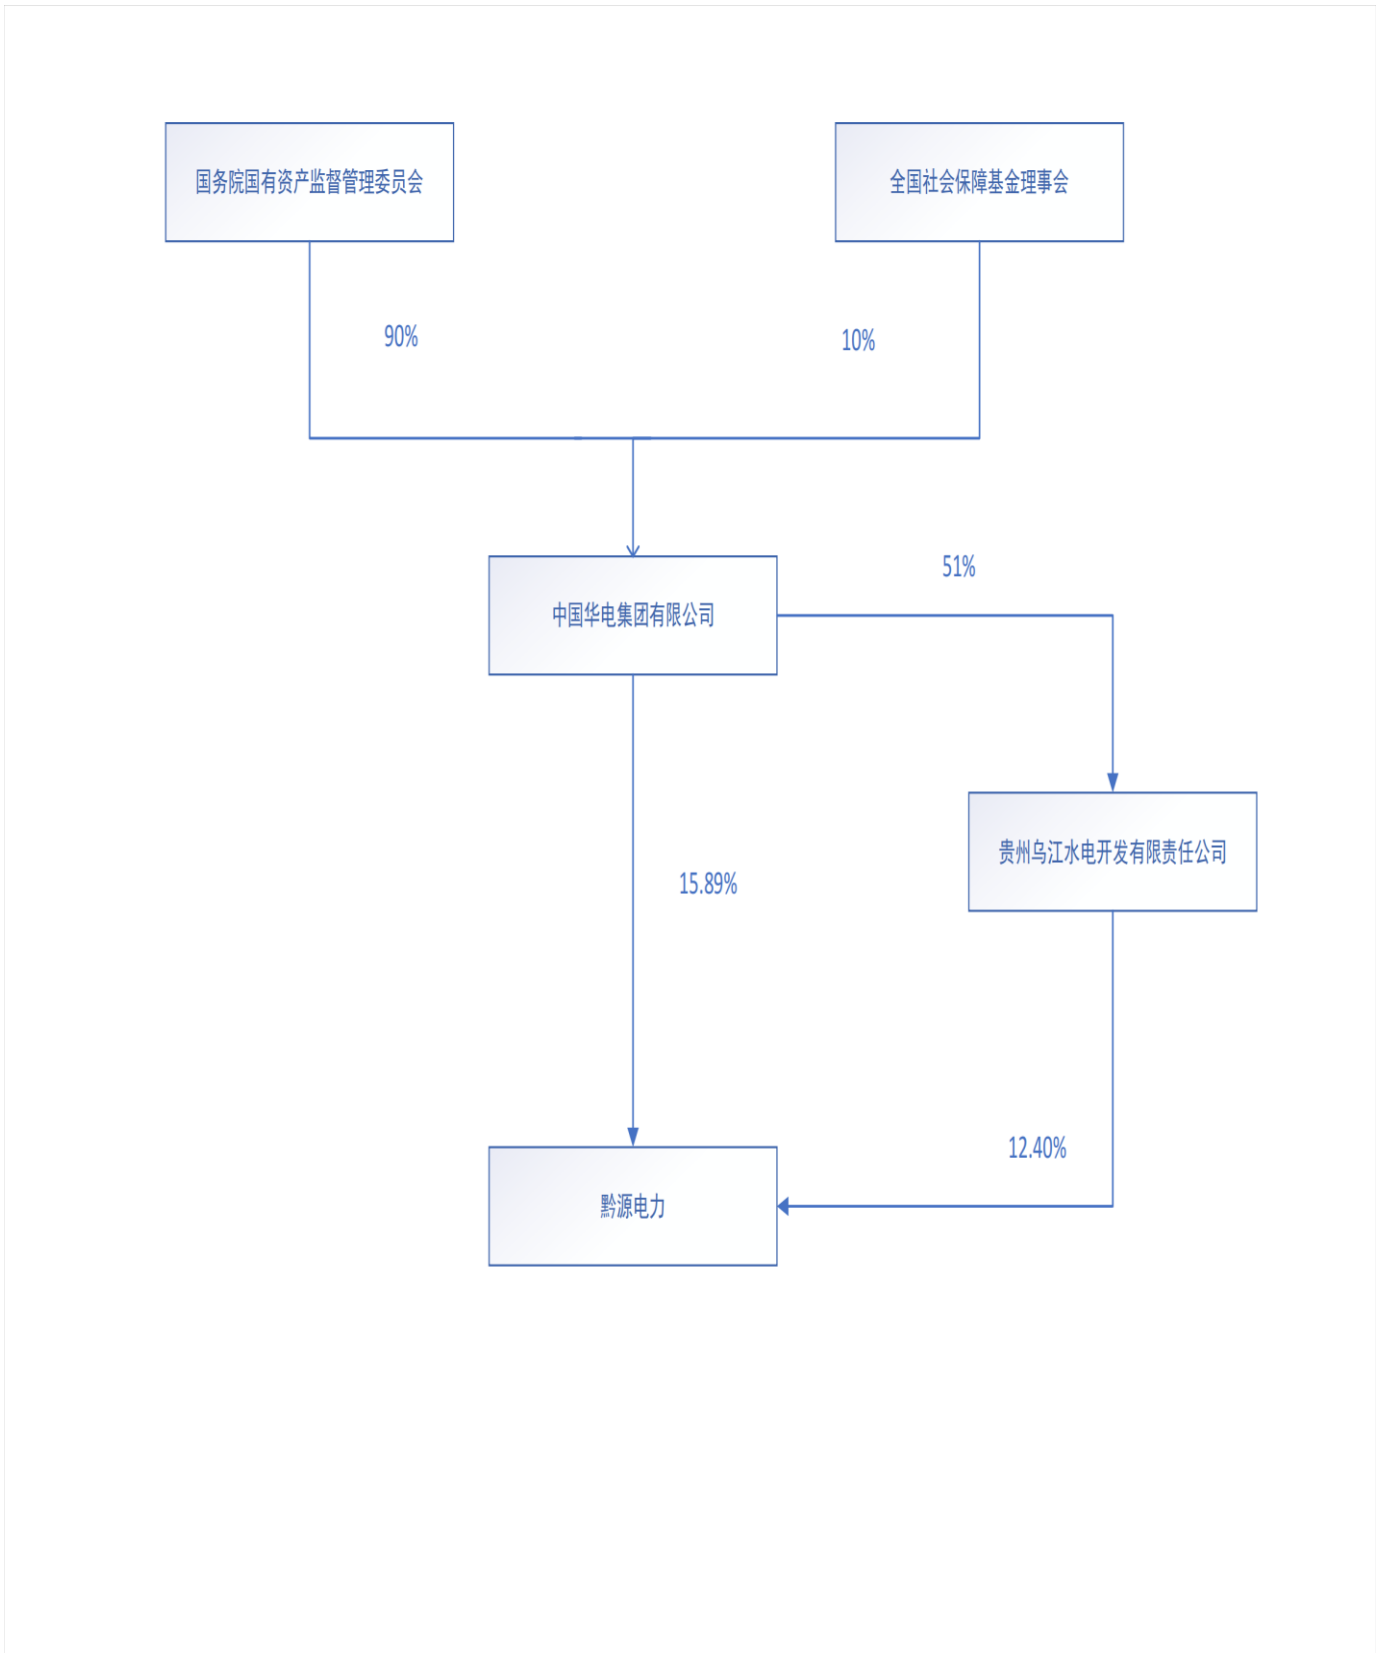 国务院国有资产监督管理委员会
全国社会保障基金理事会
90%
10%
中国华电集团有限公司
51%
贵州乌江水电开发有限责任公司
15.89%
12.40%
黔源电力